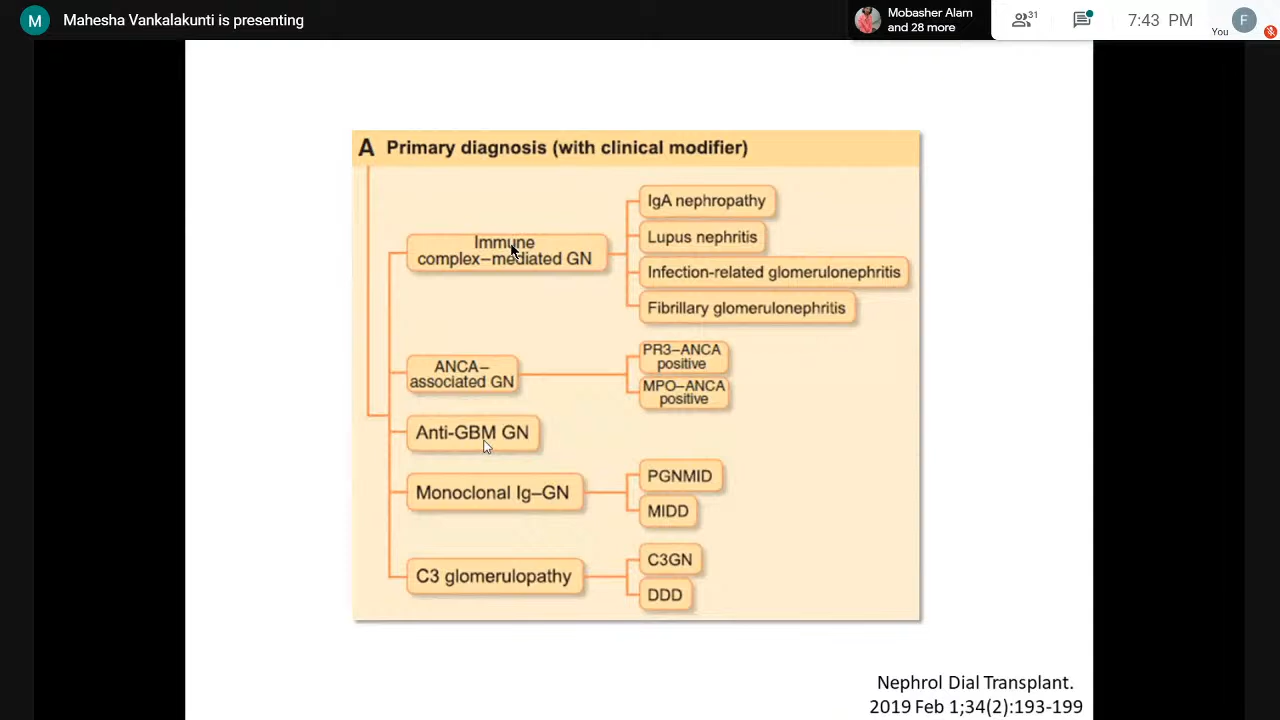 M Mahesha Vankalakunti is presenting
Mobasher Alam
and 28 more
31
7:43 PM
You
F
A Primary diagnosis (with clinical modifier)
Immune
complex–mediated GN
IgA nephropathy
Lupus nephritis
Infection-related glomerulonephritis
Fibrillary glomerulonephritis
ANCA–
associated GN
PR3–ANCA
positive
MPO–ANCA
positive
Anti-GBM GN
Monoclonal Ig–GN
PGNMID
MIDD
C3 glomerulopathy
C3GN
DDD
Nephrol Dial Transplant.
2019 Feb 1;34(2):193-199